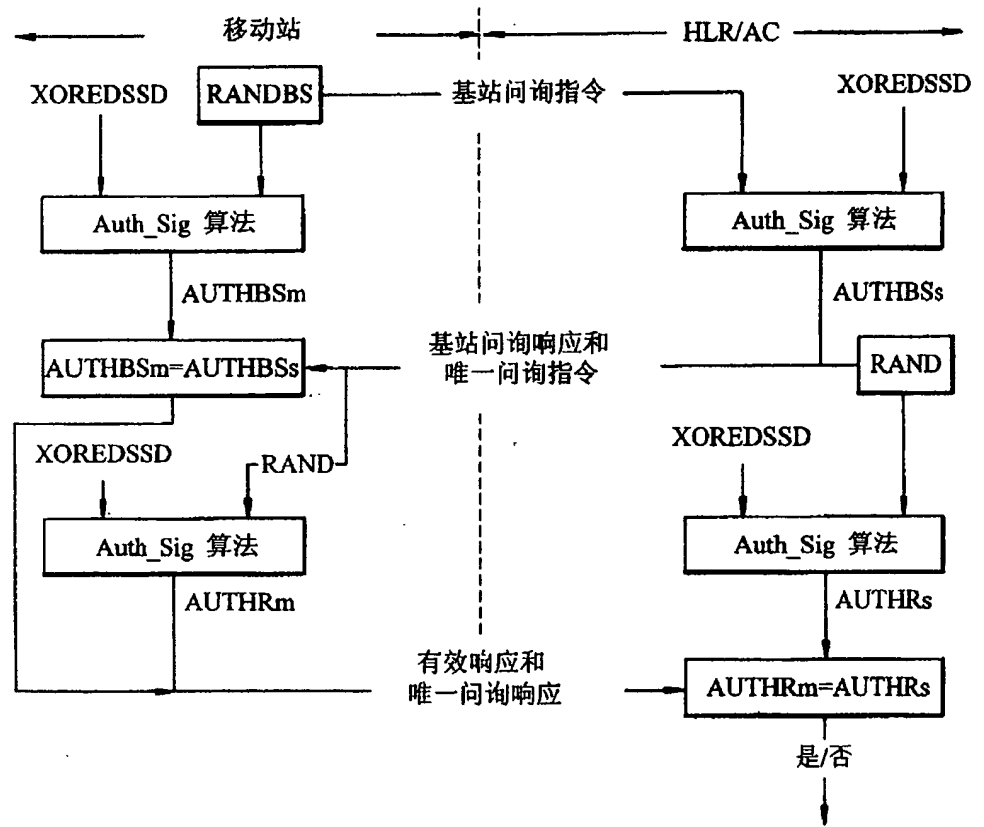 移动站
HLR/AC
XOREDSSD
RANDBS
基站问询指令
XOREDSSD
Auth_Sig 算法
Auth_Sig 算法
AUTHBSm
AUTHBSs
AUTHBSm=AUTHBSs
基站问询响应和
唯一问询指令
RAND
XOREDSSD
RAND
XOREDSSD
Auth_Sig 算法
Auth_Sig 算法
AUTHRm
AUTHRs
有效响应和
唯一问询响应
AUTHRm=AUTHRs
是/否